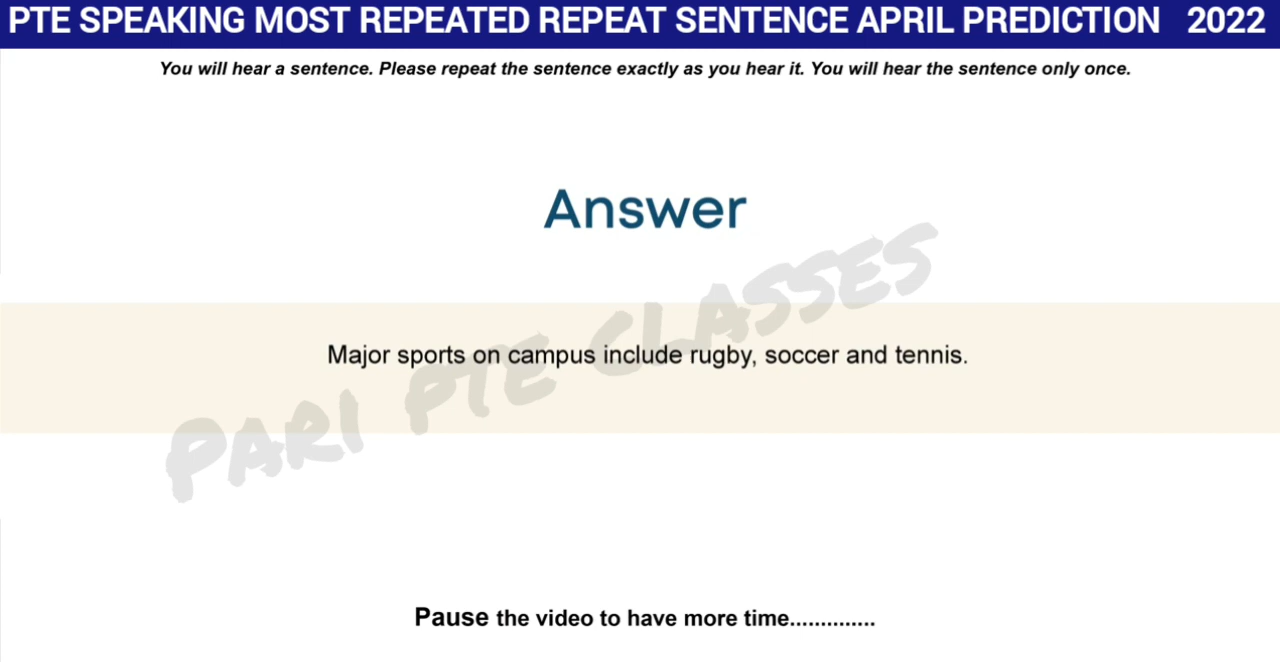 PTE SPEAKING MOST REPEATED REPEAT SENTENCE APRIL PREDICTION 2022
You will hear a sentence. Please repeat the sentence exactly as you hear it. You will hear the sentence only once.
Answer
PARI PTE CLASSES
Major sports on campus include rugby, soccer and tennis.
Pause the video to have more time..............